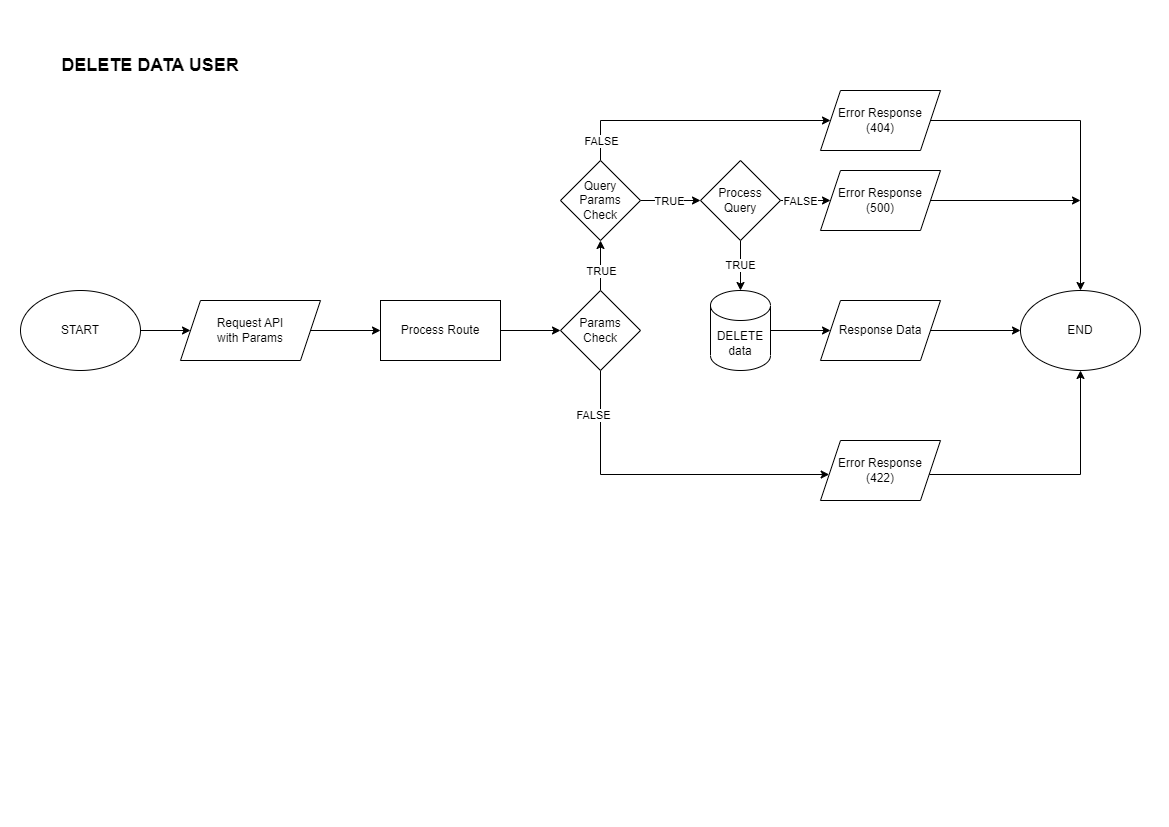 DELETE DATA USER
Error Response
(404)
FALSE
Query
Params
Check
TRUE
Process
Query
FALSE
Error Response
(500)
TRUE
TRUE
START
Request API
with Params
Process Route
Params
Check
DELETE
data
Response Data
END
FALSE
Error Response
(422)